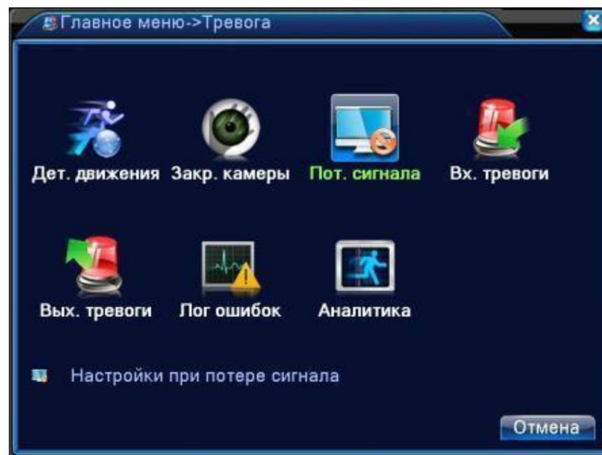 Главное меню->Тревога
Дет. движения Закр. камеры Пот. сигнала Вх. тревоги
Вых. тревоги Лог ошибок Аналитика
Настройки при потере сигнала
Отмена